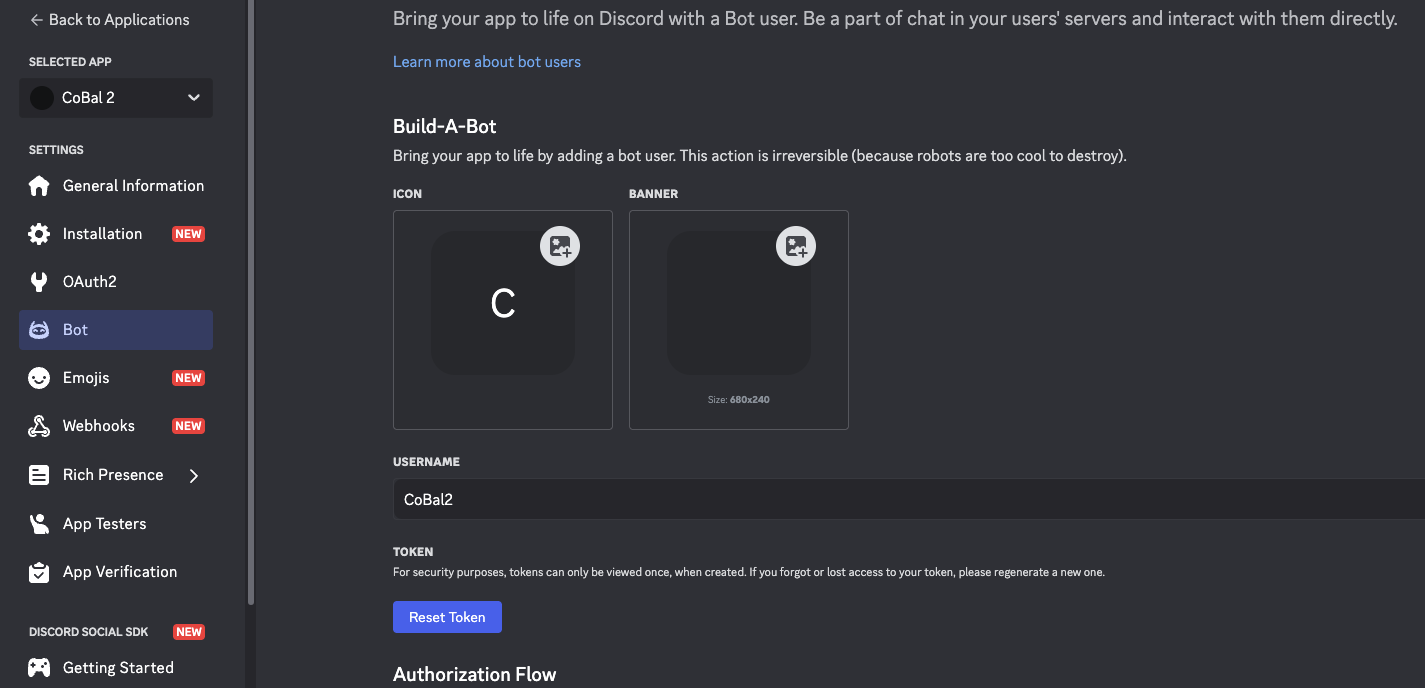 Back to Applications
SELECTED APP
CoBal 2
SETTINGS
General Information
Installation NEW
OAuth2
Bot
Emojis NEW
Webhooks NEW
Rich Presence
App Testers
App Verification
DISCORD SOCIAL SDK NEW
Getting Started
Bring your app to life on Discord with a Bot user. Be a part of chat in your users' servers and interact with them directly.
Learn more about bot users
Build-A-Bot
Bring your app to life by adding a bot user. This action is irreversible (because robots are too cool to destroy).
ICON BANNER
C
Size: 680x240
USERNAME
CoBal2
TOKEN
For security purposes, tokens can only be viewed once, when created. If you forgot or lost access to your token, please regenerate a new one.
Reset Token
Authorization Flow